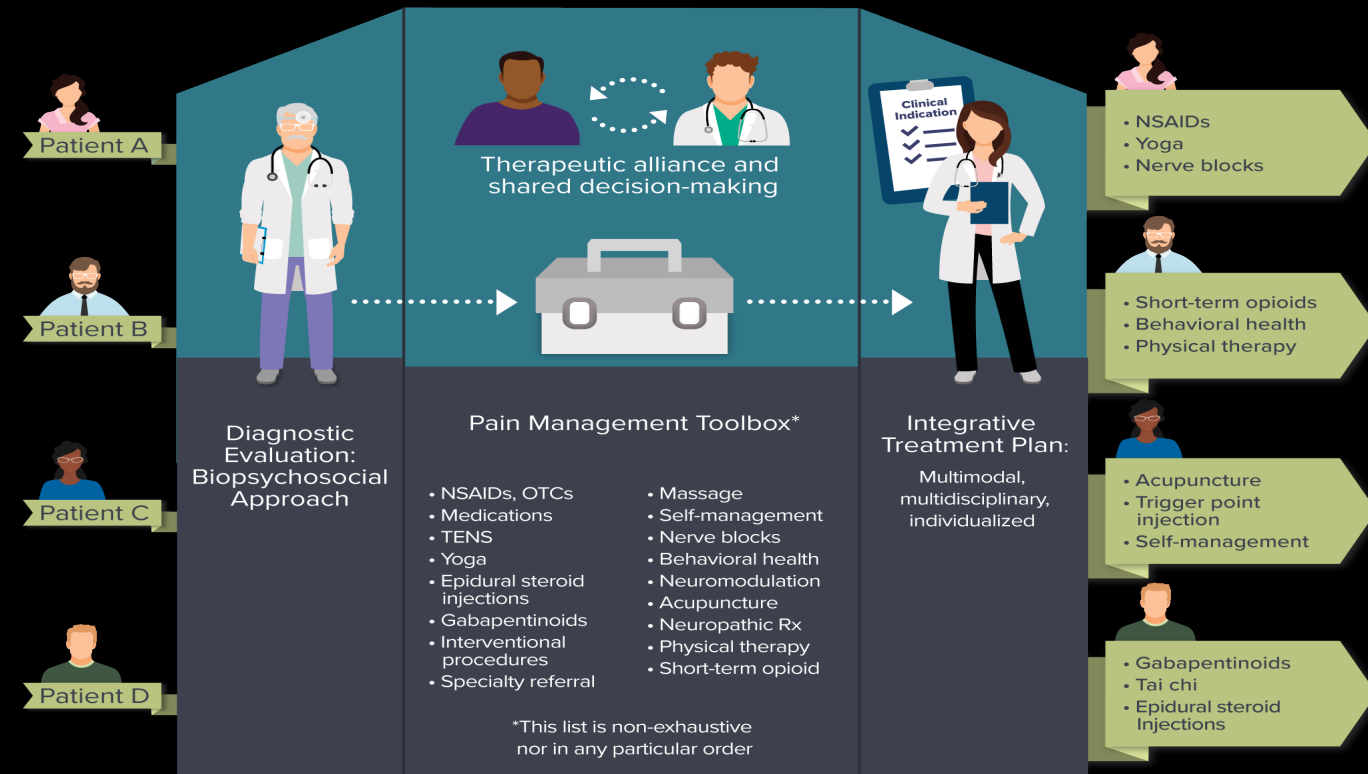 Patient A
Patient B
Patient C
Patient D
Diagnostic
Evaluation:
Biopsychosocial
Approach
Therapeutic alliance and
shared decision-making
Pain Management Toolbox*
• NSAIDs, OTCs
• Medications
• TENS
• Yoga
• Epidural steroid
injections
• Gabapentinoids
• Interventional
procedures
• Specialty referral
• Massage
• Self-management
• Nerve blocks
• Behavioral health
• Neuromodulation
• Acupuncture
• Neuropathic Rx
• Physical therapy
• Short-term opioid
*This list is non-exhaustive
nor in any particular order
Clinical
Indication
Integrative
Treatment Plan:
Multimodal,
multidisciplinary,
individualized
• NSAIDs
• Yoga
• Nerve blocks
• Short-term opioids
• Behavioral health
• Physical therapy
• Acupuncture
• Trigger point
injection
• Self-management
• Gabapentinoids
• Tai chi
• Epidural steroid
Injections